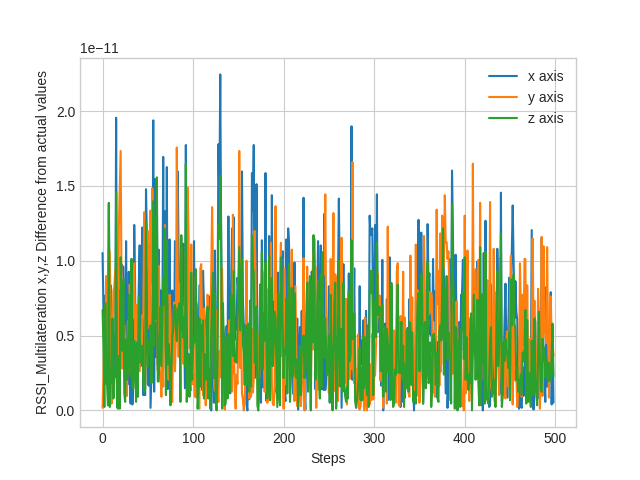 1e−11
x axis
y axis
z axis
2.0
1.5
1.0
0.5
0.0
RSSI_Multilateration x,y,z Difference from actual values
0 100 200 300 400 500
Steps